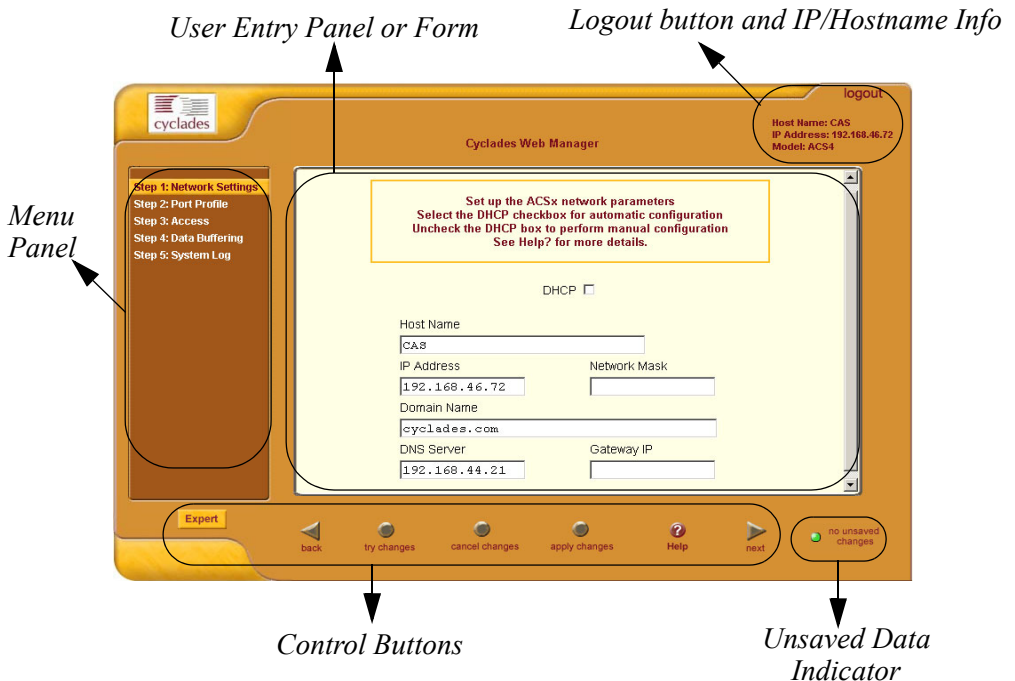 User Entry Panel or Form
Logout button and IP/Hostname Info
logout
cyclades
Host Name: CAS
IP Address: 192.168.46.72
Model: ACS4
Cyclades Web Manager
Menu
Panel
Step 1: Network Settings
Step 2: Port Profile
Step 3: Access
Step 4: Data Buffering
Step 5: System Log
Set up the ACSx network parameters
Select the DHCP checkbox for automatic configuration
Uncheck the DHCP box to perform manual configuration
See Help? for more details.
DHCP
Host Name
CAS
IP Address Network Mask
192.168.46.72
Domain Name
cyclades.com
DNS Server Gateway IP
192.168.44.21
Expert
back try changes cancel changes apply changes ? Help next
no unsaved
changes
Control Buttons
Unsaved Data
Indicator